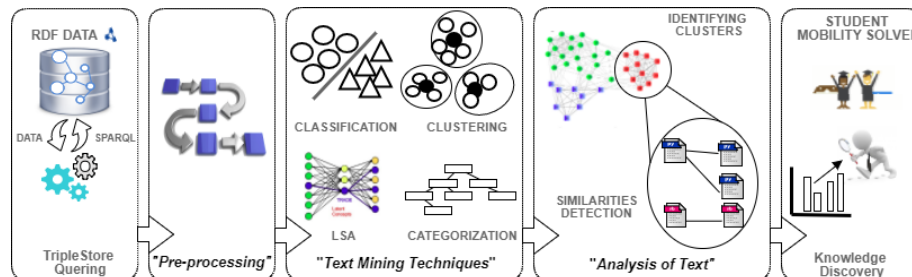 RDF DATA
DATA
SPARQL
TripleStore
Quering
"Pre-processing"
CLASSIFICATION
CLUSTERING
LSA
CATEGORIZATION
"Text Mining Techniques"
IDENTIFYING
CLUSTERS
SIMILARITIES
DETECTION
"Analysis of Text"
STUDENT
MOBILITY SOLVER
Knowledge
Discovery